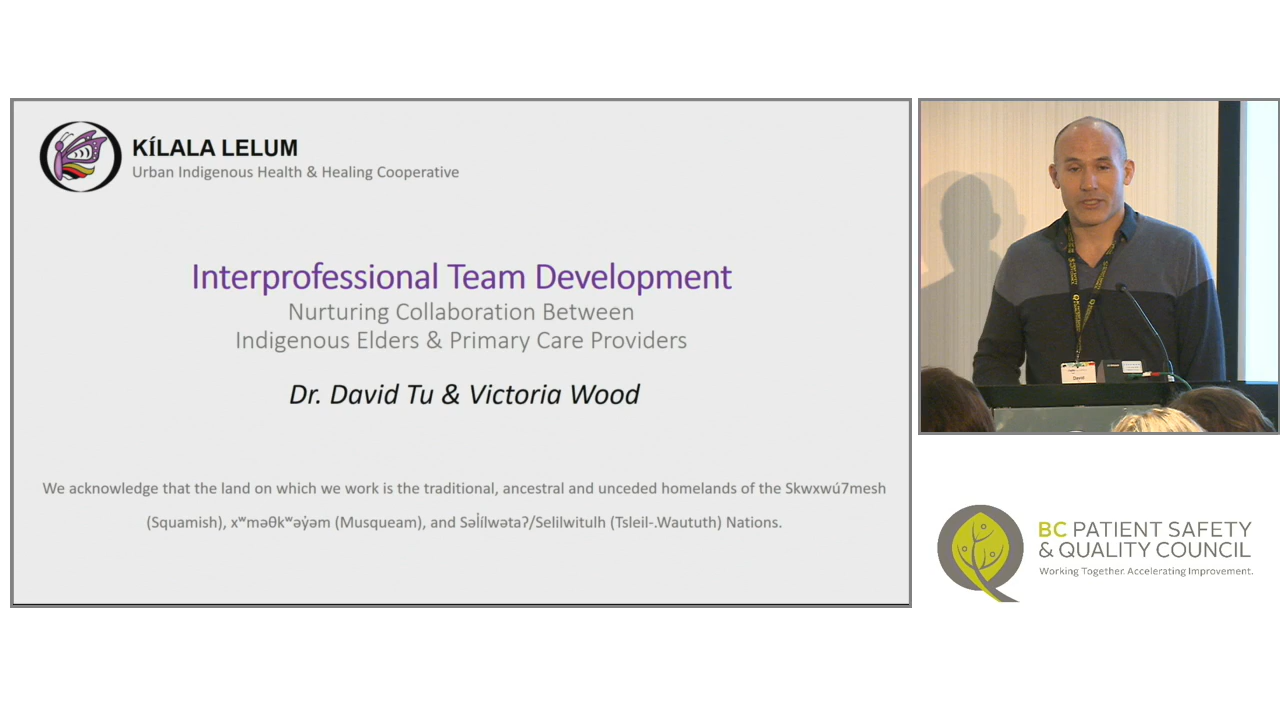 KÍLALA LELUM
Urban Indigenous Health & Healing Cooperative
Interprofessional Team Development
Nurturing Collaboration Between
Indigenous Elders & Primary Care Providers
Dr. David Tu & Victoria Wood
We acknowledge that the land on which we work is the traditional, ancestral and unceded homelands of the Skwxwú7mesh
(Squamish), xʷməθkʷəy̓əm (Musqueam), and Səl̓ílwətaʔ/Selilwitulh (Tsleil-.Waututh) Nations.
David
BC PATIENT SAFETY
& QUALITY COUNCIL
Working Together. Accelerating Improvement.